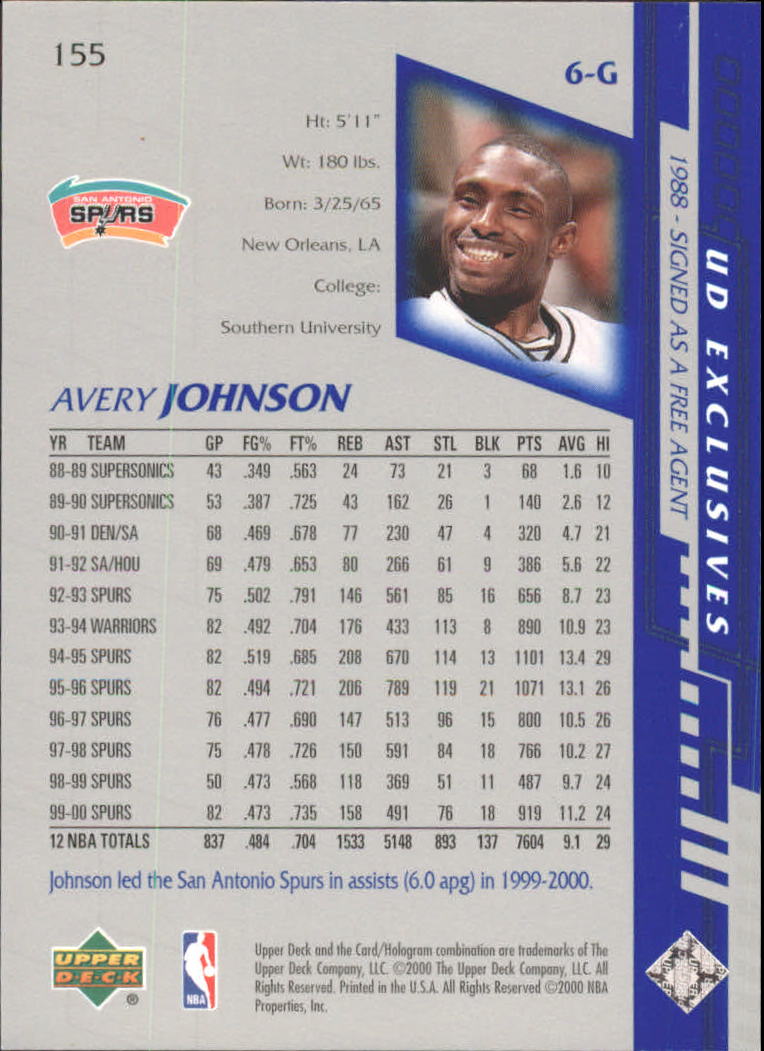 155
6-G
Ht: 5'11"
Wt: 180 lbs.
Born: 3/25/65
New Orleans, LA
College:
Southern University
SAN ANTONIO
SPURS
1988 - SIGNED AS A FREE AGENT
UD EXCLUSIVES
AVERY JOHNSON
YR TEAM GP FG% FT% REB AST STL BLK PTS AVG HI
88-89 SUPERSONICS 43 .349 .563 24 73 21 3 68 1.6 10
89-90 SUPERSONICS 53 .387 .725 43 162 26 1 140 2.6 12
90-91 DEN/SA 68 .469 .678 77 230 47 4 320 4.7 21
91-92 SA/HOU 69 .479 .653 80 266 61 9 386 5.6 22
92-93 SPURS 75 .502 .791 146 561 85 16 656 8.7 23
93-94 WARRIORS 82 .492 .704 176 433 113 8 890 10.9 23
94-95 SPURS 82 .519 .685 208 670 114 13 1101 13.4 29
95-96 SPURS 82 .494 .721 206 789 119 21 1071 13.1 26
96-97 SPURS 76 .477 .690 147 513 96 15 800 10.5 26
97-98 SPURS 75 .478 .726 150 591 84 18 766 10.2 27
98-99 SPURS 50 .473 .568 118 369 51 11 487 9.7 24
99-00 SPURS 82 .473 .735 158 491 76 18 919 11.2 24
12 NBA TOTALS 837 .484 .704 1533 5148 893 137 7604 9.1 29
Johnson led the San Antonio Spurs in assists (6.0 apg) in 1999-2000.
UPPER
DECK
®
NBA
Upper Deck and the Card/Hologram combination are trademarks of The
Upper Deck Company, LLC. ©2000 The Upper Deck Company, LLC. All
Rights Reserved. Printed in the U.S.A. All Rights Reserved ©2000 NBA
Properties, Inc.